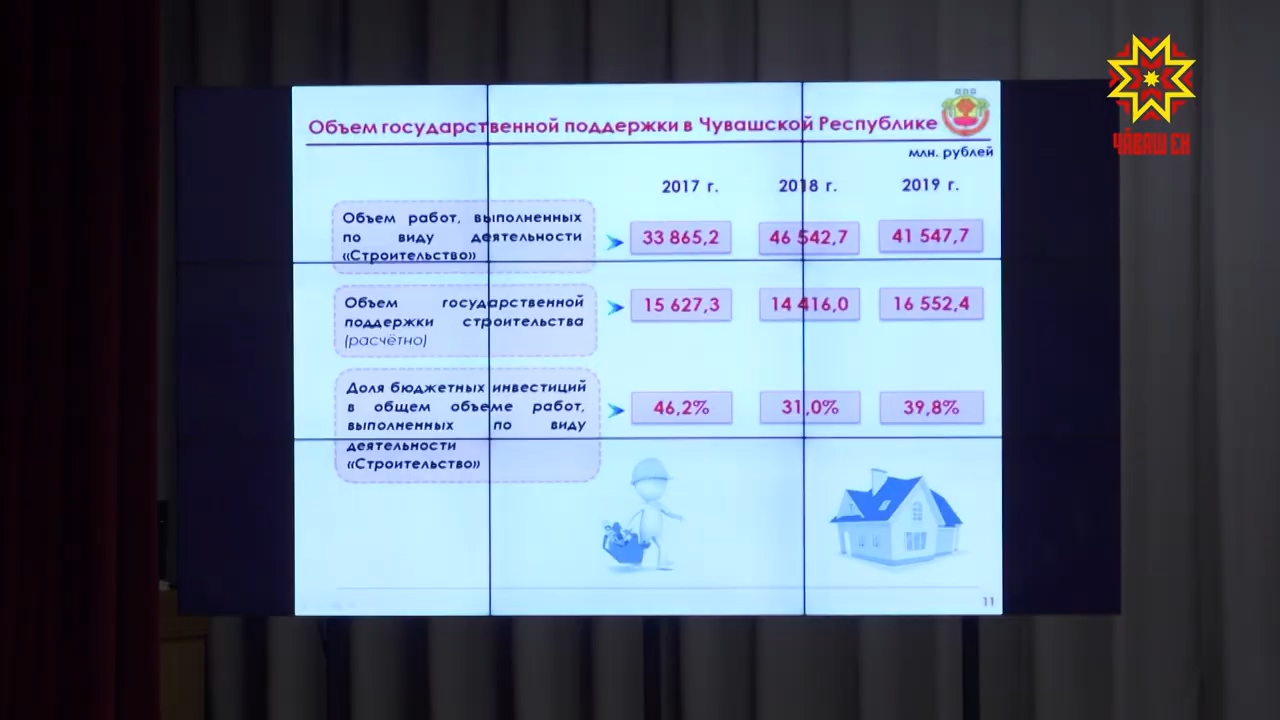 Объем государственной поддержки в Чувашской Республике
млн. рублей
2017 г. 2018 г. 2019 г.
Объем работ, выполненных
по виду деятельности
«Строительство»
33 865,2 46 542,7 41 547,7
Объем государственной
поддержки строительства
(расчётно)
15 627,3 14 416,0 16 552,4
Доля бюджетных инвестиций
в общем объеме работ,
выполненных по виду
деятельности
«Строительство»
46,2% 31,0% 39,8%
11
ЧӐВАШ ЕН